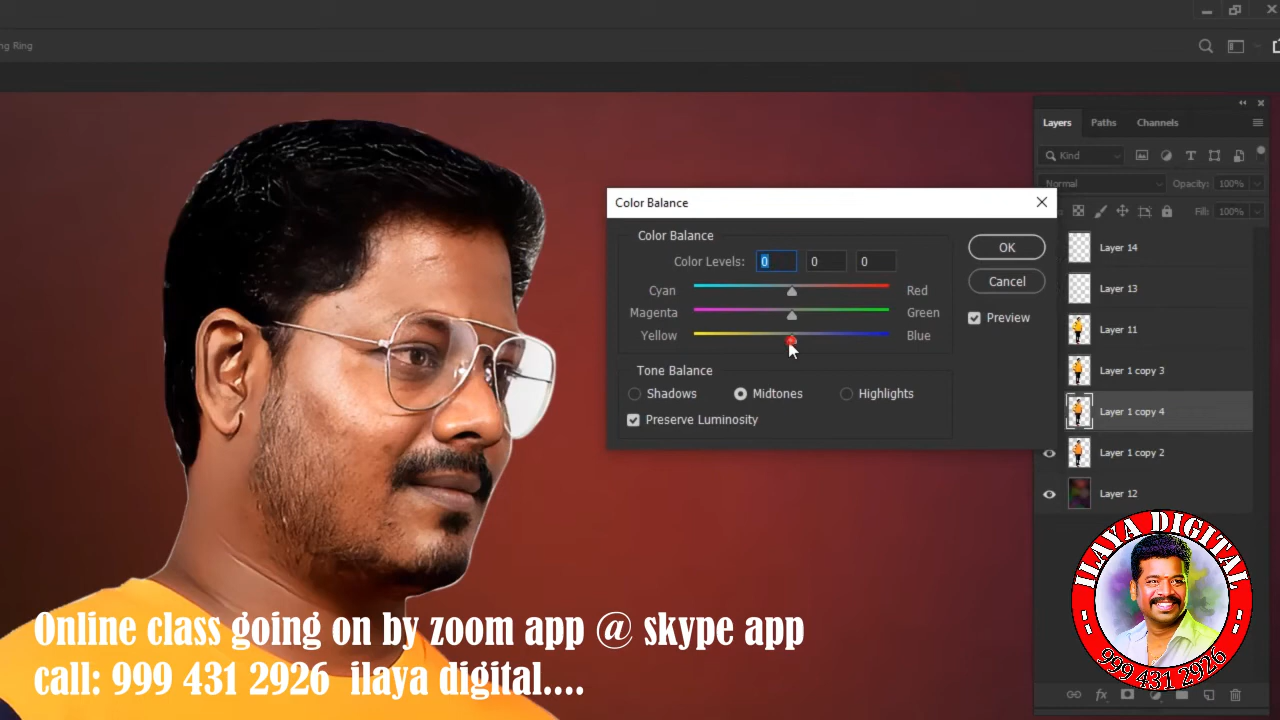 ng Ring
Layers
Paths
Channels
Kind
Normal
Opacity: 100%
Fill: 100%
Color Balance
Color Balance
Color Levels: 0 0 0
Cyan
Red
Magenta
Green
Yellow
Blue
Tone Balance
Shadows
Midtones
Highlights
Preserve Luminosity
OK
Cancel
Preview
Layer 14
Layer 13
Layer 11
Layer 1 copy 3
Layer 1 copy 4
Layer 1 copy 2
Layer 12
ILAYA DIGITAL
999 431 2926
fx
Online class going on by zoom app @ skype app
call: 999 431 2926 ilaya digital....